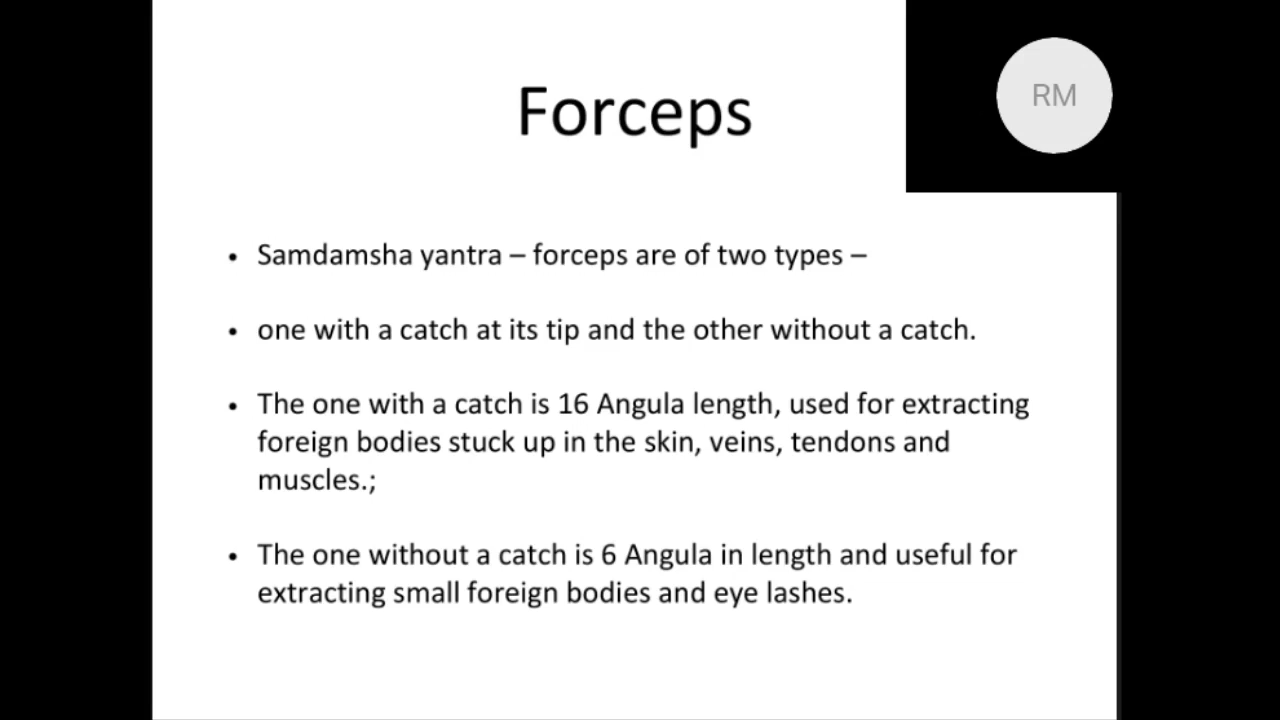 Forceps
RM
• Samdamsha yantra – forceps are of two types –
• one with a catch at its tip and the other without a catch.
• The one with a catch is 16 Angula length, used for extracting
foreign bodies stuck up in the skin, veins, tendons and
muscles.;
• The one without a catch is 6 Angula in length and useful for
extracting small foreign bodies and eye lashes.